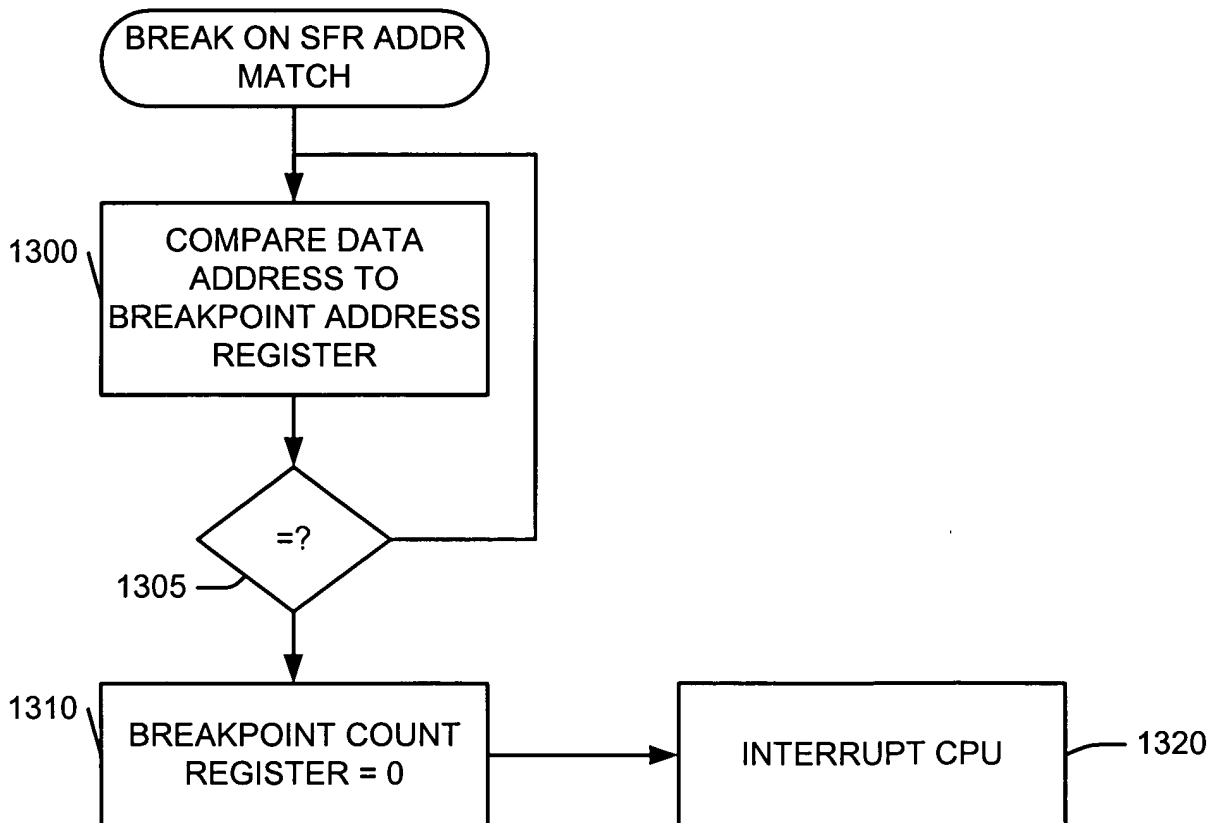 BREAK ON SFR ADDR
MATCH
1300
COMPARE DATA
ADDRESS TO
BREAKPOINT ADDRESS
REGISTER
=?
1305
1310
BREAKPOINT COUNT
REGISTER = 0
INTERRUPT CPU
1320